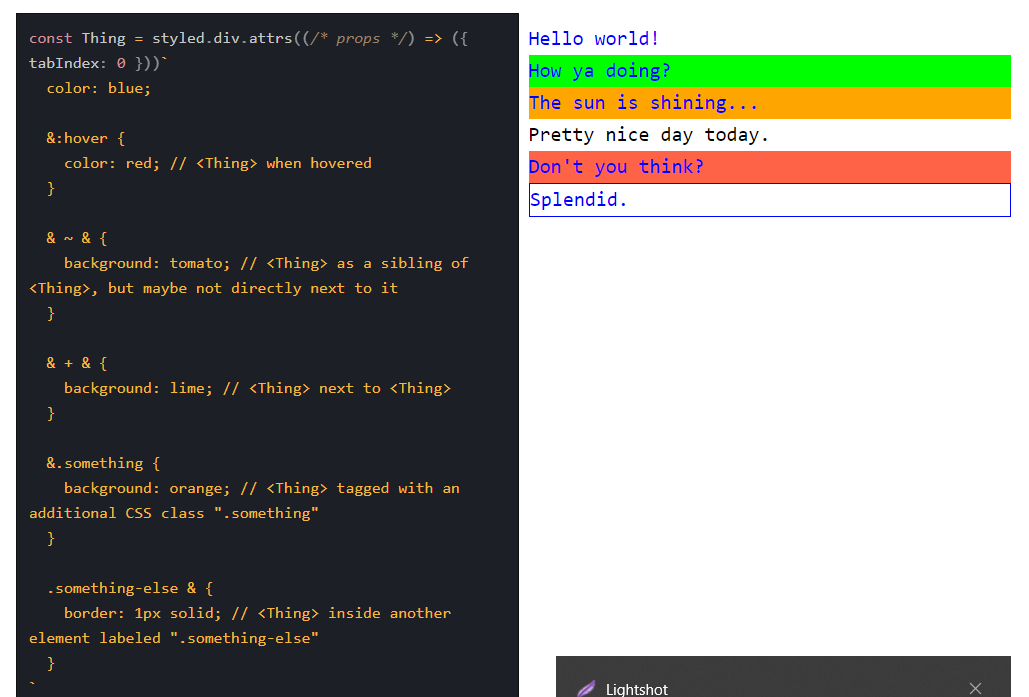 const Thing = styled.div.attrs((/* props */) => ({
tabIndex: 0 }))`
  color: blue;

  &:hover {
    color: red; // <Thing> when hovered
  }

  & ~ & {
    background: tomato; // <Thing> as a sibling of
<Thing>, but maybe not directly next to it
  }

  & + & {
    background: lime; // <Thing> next to <Thing>
  }

  &.something {
    background: orange; // <Thing> tagged with an
additional CSS class ".something"
  }

  .something-else & {
    border: 1px solid; // <Thing> inside another
element labeled ".something-else"
  }
`
Hello world!
How ya doing?
The sun is shining...
Pretty nice day today.
Don't you think?
Splendid.
Lightshot